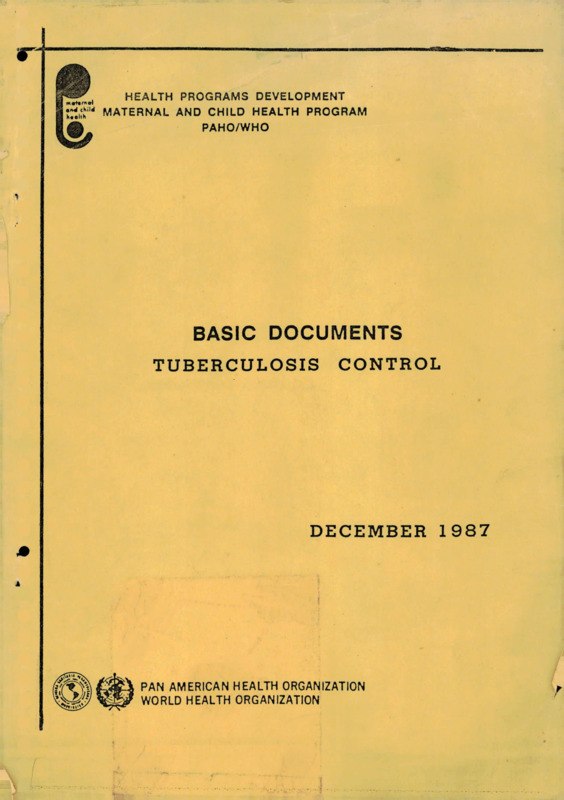 maternal
and child
health
HEALTH PROGRAMS DEVELOPMENT
MATERNAL AND CHILD HEALTH PROGRAM
PAHO/WHO
BASIC DOCUMENTS
TUBERCULOSIS CONTROL
DECEMBER 1987
PAN AMERICAN HEALTH ORGANIZATION
WORLD HEALTH ORGANIZATION